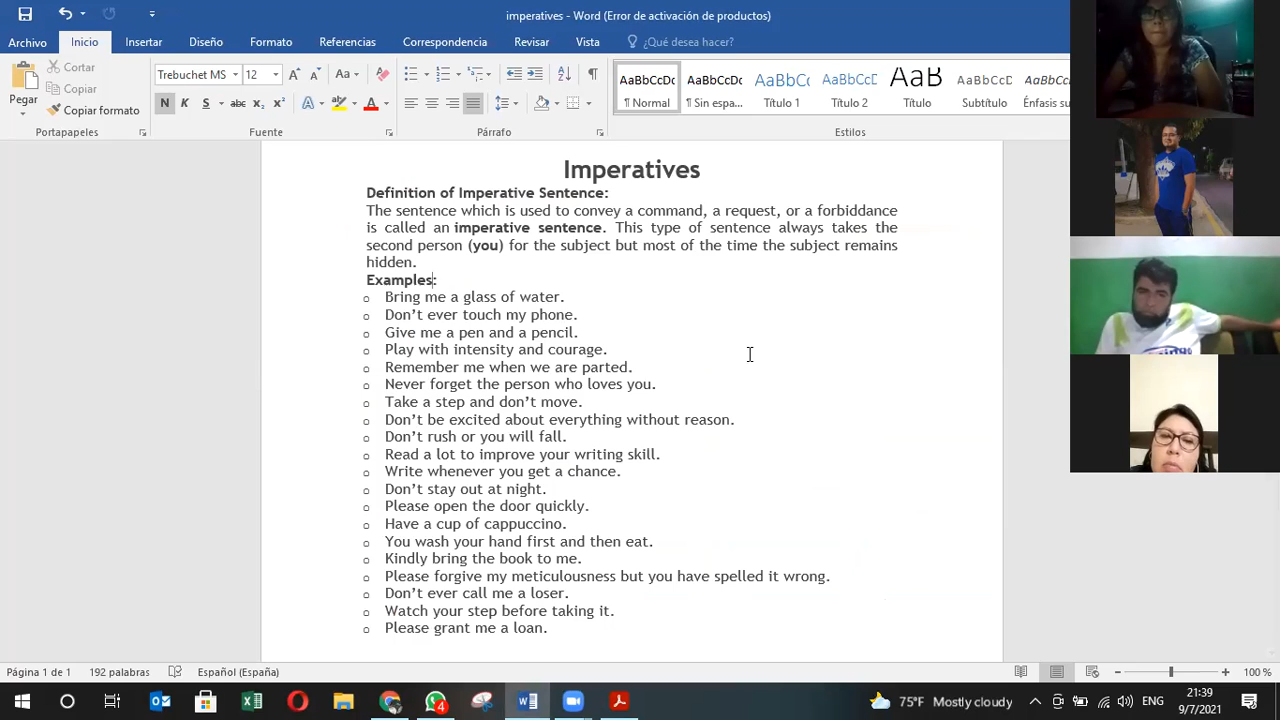 imperatives - Word (Error de activación de productos)
Archivo Inicio Insertar Diseño Formato Referencias Correspondencia Revisar Vista ¿Qué desea hacer?
Pegar
Cortar
Copiar
Copiar formato
Trebuchet MS 12 Aa
N K S abc x₂ x² A A
AaBbCcDc AaBbCcDc AaBbC AaBbCcD AaB AaBbCcD AaBbCcDt
¶ Normal ¶ Sin espa... Título 1 Título 2 Título Subtítulo Énfasis su
Portapapeles Fuente Párrafo Estilos
Imperatives
Definition of Imperative Sentence:
The sentence which is used to convey a command, a request, or a forbiddance
is called an imperative sentence. This type of sentence always takes the
second person (you) for the subject but most of the time the subject remains
hidden.
Examples:
o Bring me a glass of water.
o Don’t ever touch my phone.
o Give me a pen and a pencil.
o Play with intensity and courage.
o Remember me when we are parted.
o Never forget the person who loves you.
o Take a step and don’t move.
o Don’t be excited about everything without reason.
o Don’t rush or you will fall.
o Read a lot to improve your writing skill.
o Write whenever you get a chance.
o Don’t stay out at night.
o Please open the door quickly.
o Have a cup of cappuccino.
o You wash your hand first and then eat.
o Kindly bring the book to me.
o Please forgive my meticulousness but you have spelled it wrong.
o Don’t ever call me a loser.
o Watch your step before taking it.
o Please grant me a loan.
Página 1 de 1 192 palabras Español (España) 100 %
4 75°F Mostly cloudy ENG 21:39
9/7/2021